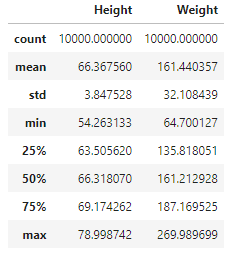 Height Weight
count 10000.000000 10000.000000
mean 66.367560 161.440357
std 3.847528 32.108439
min 54.263133 64.700127
25% 63.505620 135.818051
50% 66.318070 161.212928
75% 69.174262 187.169525
max 78.998742 269.989699